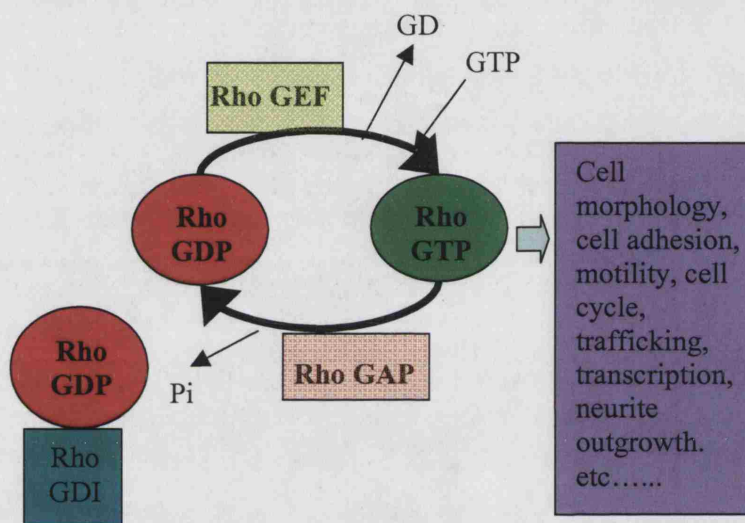 GD
GTP
Rho GEF
Rho
GDP
Rho
GTP
Cell
morphology,
cell adhesion,
motility, cell
cycle,
trafficking,
transcription,
neurite
outgrowth.
etc…...
Rho
GDP
Pi
Rho GAP
Rho
GDI